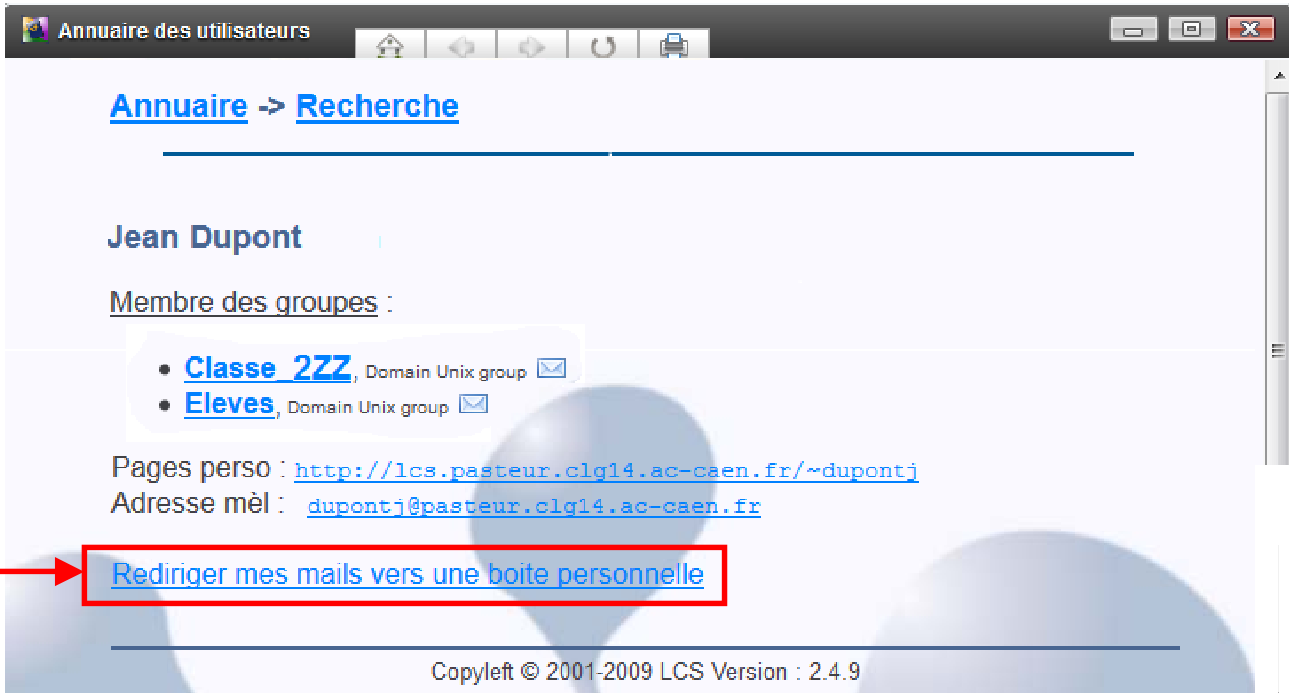 Annuaire des utilisateurs
Annuaire -> Recherche
Jean Dupont
Membre des groupes :
• Classe_2ZZ, Domain Unix group
• Eleves, Domain Unix group
Pages perso : http://lcs.pasteur.clg14.ac-caen.fr/~dupontj
Adresse mèl : dupontj@pasteur.clg14.ac-caen.fr
Rediriger mes mails vers une boite personnelle
Copyleft © 2001-2009 LCS Version : 2.4.9